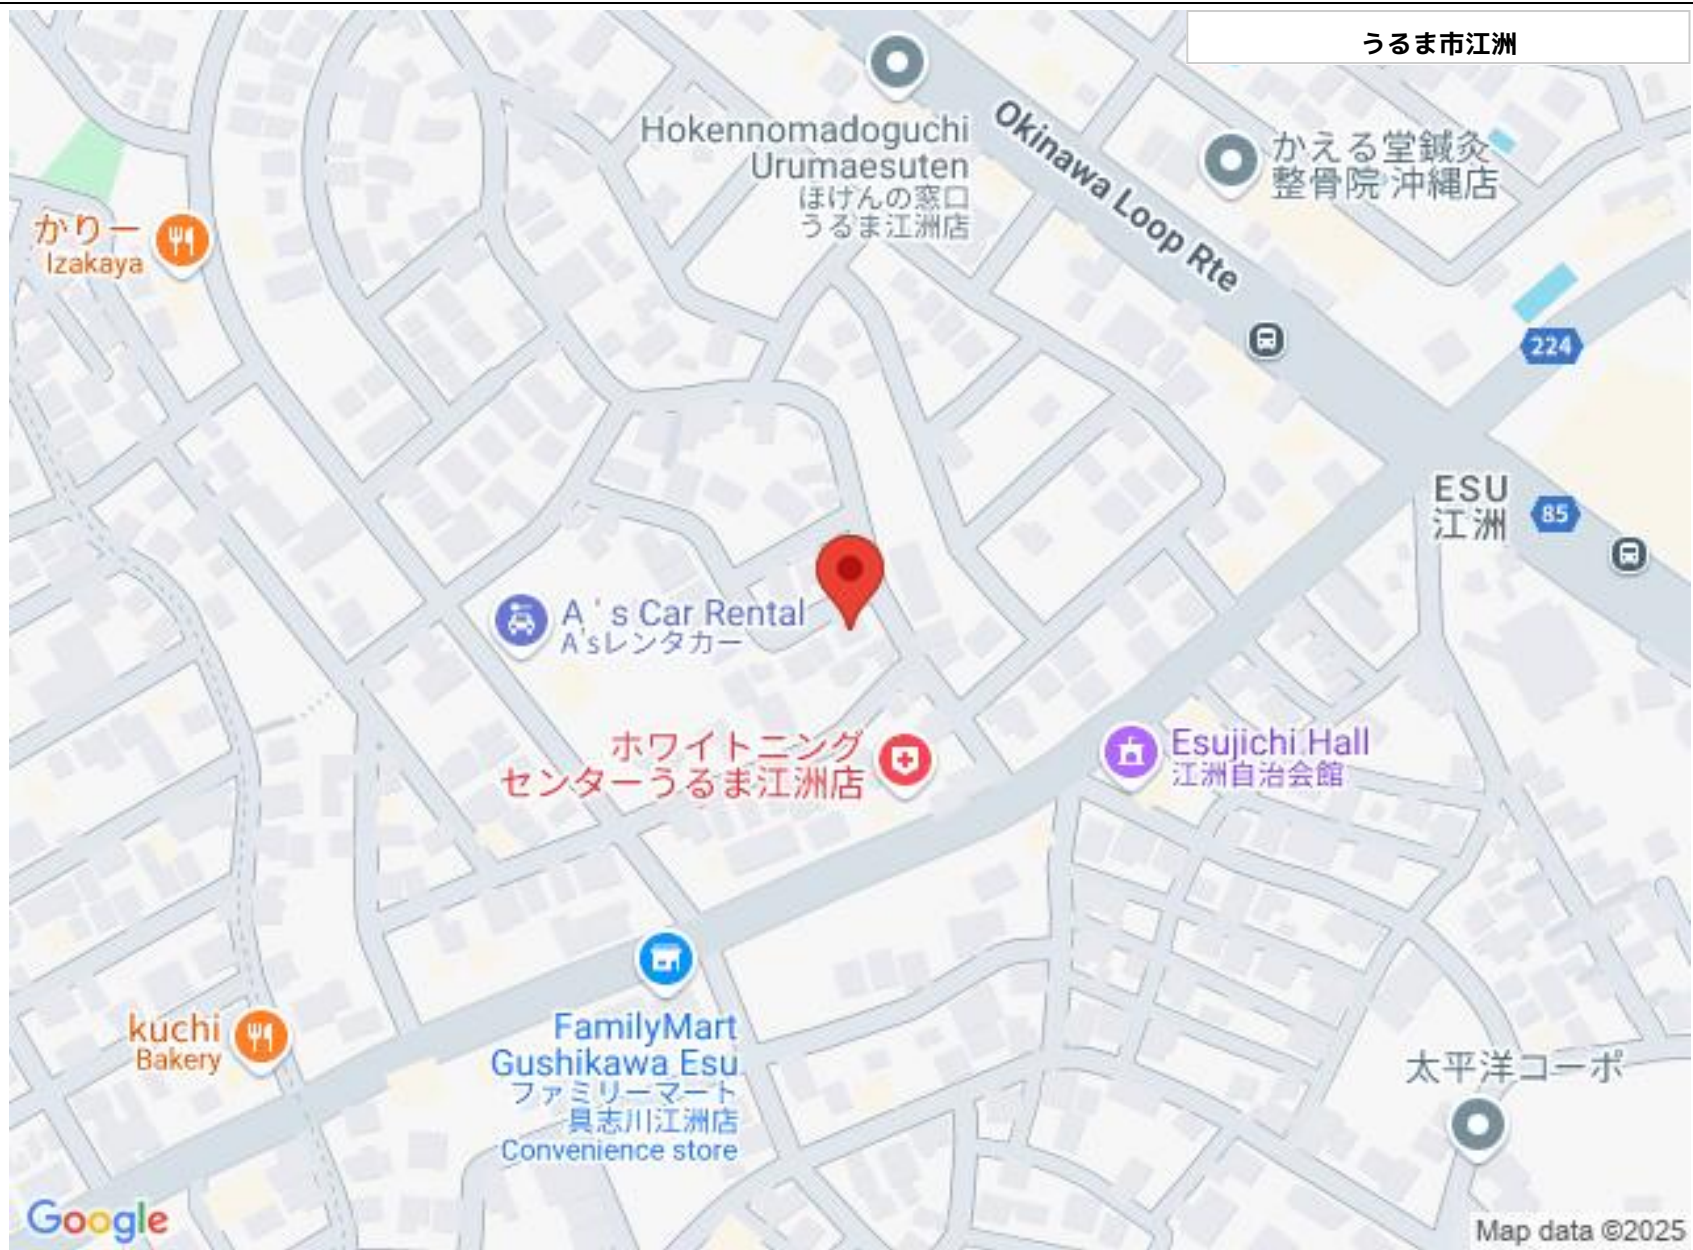 うるま市江洲
Okinawa Loop Rte
Hokennomadoguchi
Urumaesuten
ほけんの窓口
うるま江洲店
かえる堂鍼灸
整骨院 沖縄店
かりー
Izakaya
224
ESU
江洲
85
A's Car Rental
A'sレンタカー
ホワイトニング
センターうるま江洲店
Esujichi Hall
江洲自治会館
FamilyMart
Gushikawa Esu
ファミリーマート
具志川江洲店
Convenience store
kuchi
Bakery
太平洋コーポ
Google
Map data ©2025